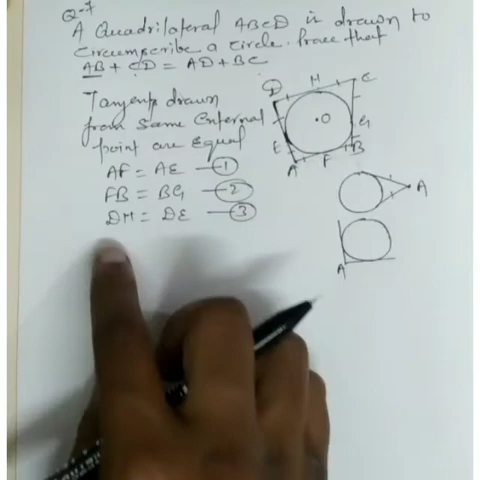 Q-7
A Quadrilateral ABCD is drawn to
circumscribe a circle. Prove that
AB + CD = AD + BC
Tangents drawn
from same external
point are Equal
AF = AE — 1
FB = BG — 2
DH = DE — 3
D H C
O
G
E
A F B
A
A